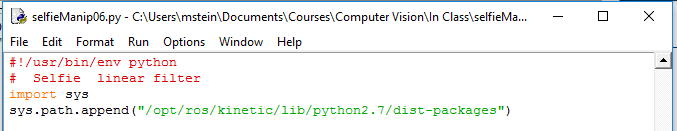 selfieManip06.py - C:\Users\mstein\Documents\Courses\Computer Vision\In Class\selfieMa...
File Edit Format Run Options Window Help
#!/usr/bin/env python
#  Selfie  linear filter
import sys
sys.path.append("/opt/ros/kinetic/lib/python2.7/dist-packages")